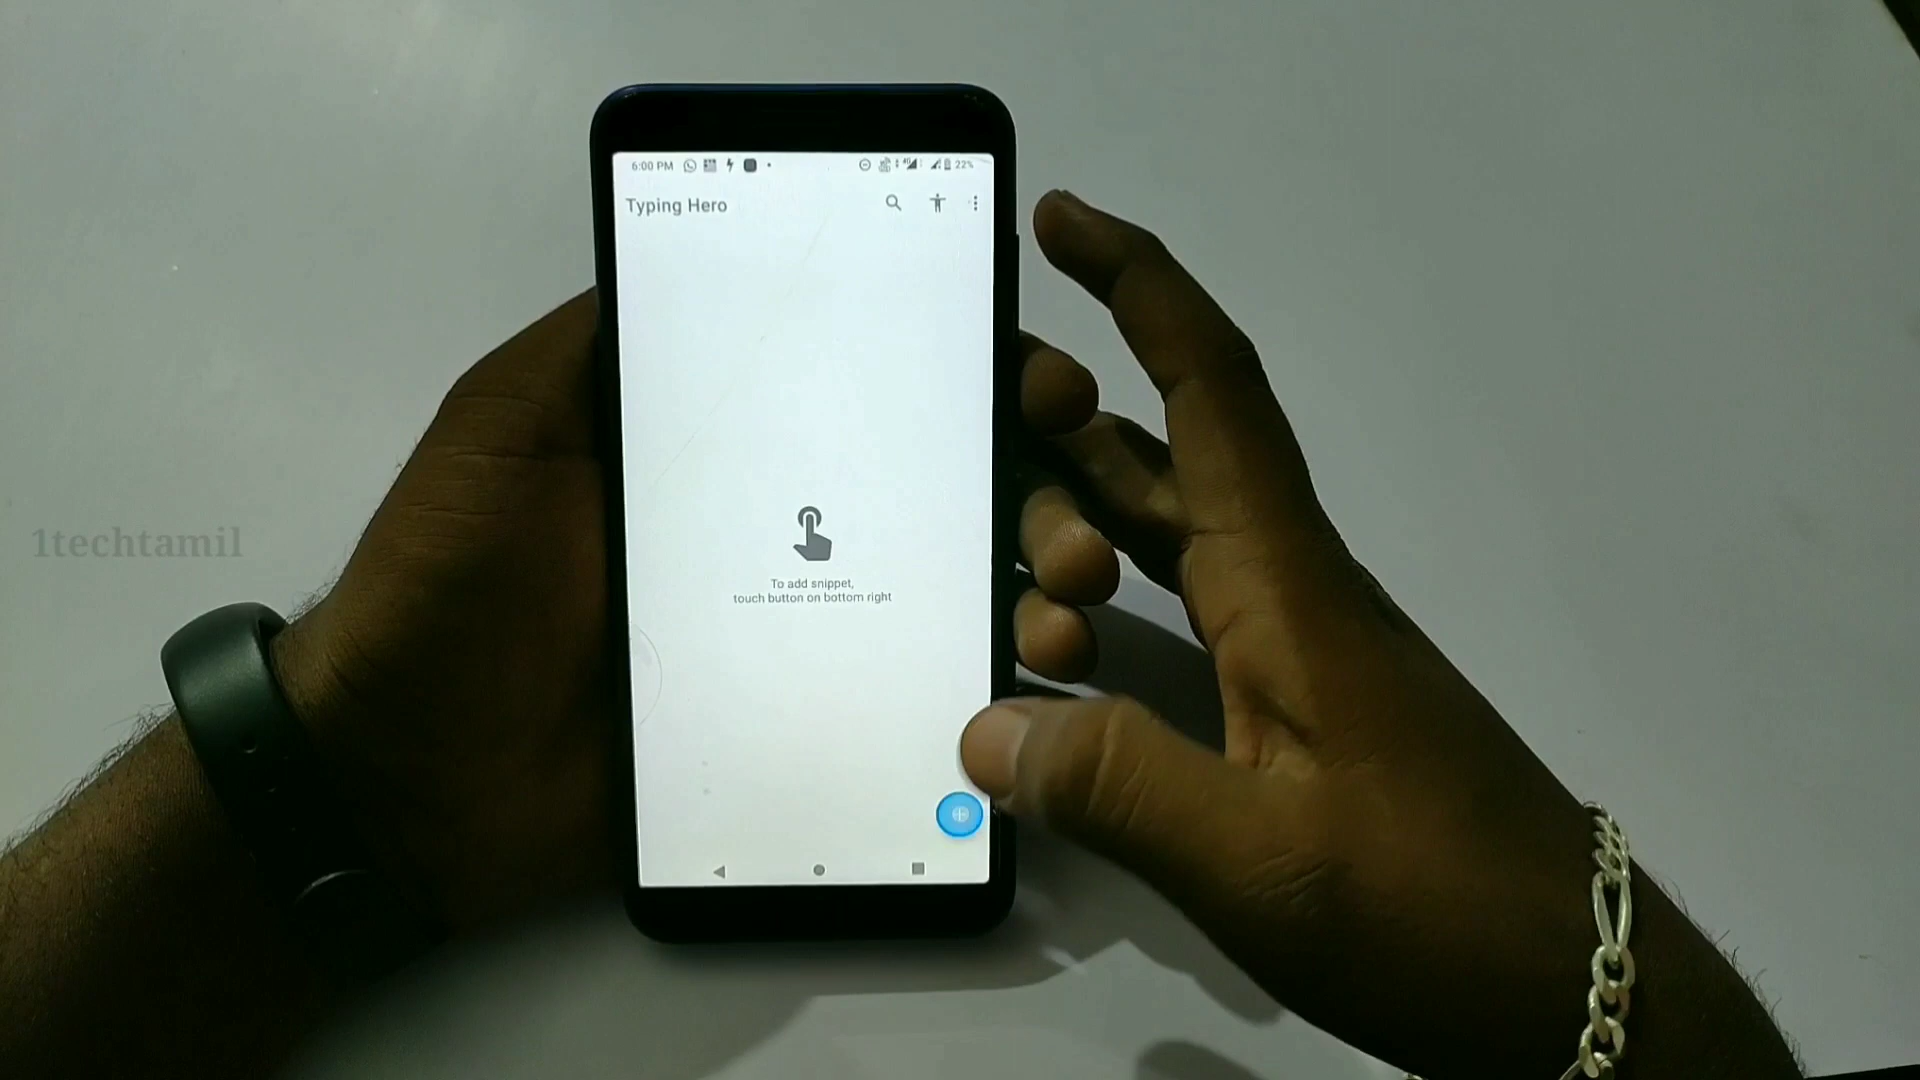 6:00 PM
22%
Typing Hero
To add snippet,
touch button on bottom right
1techtamil